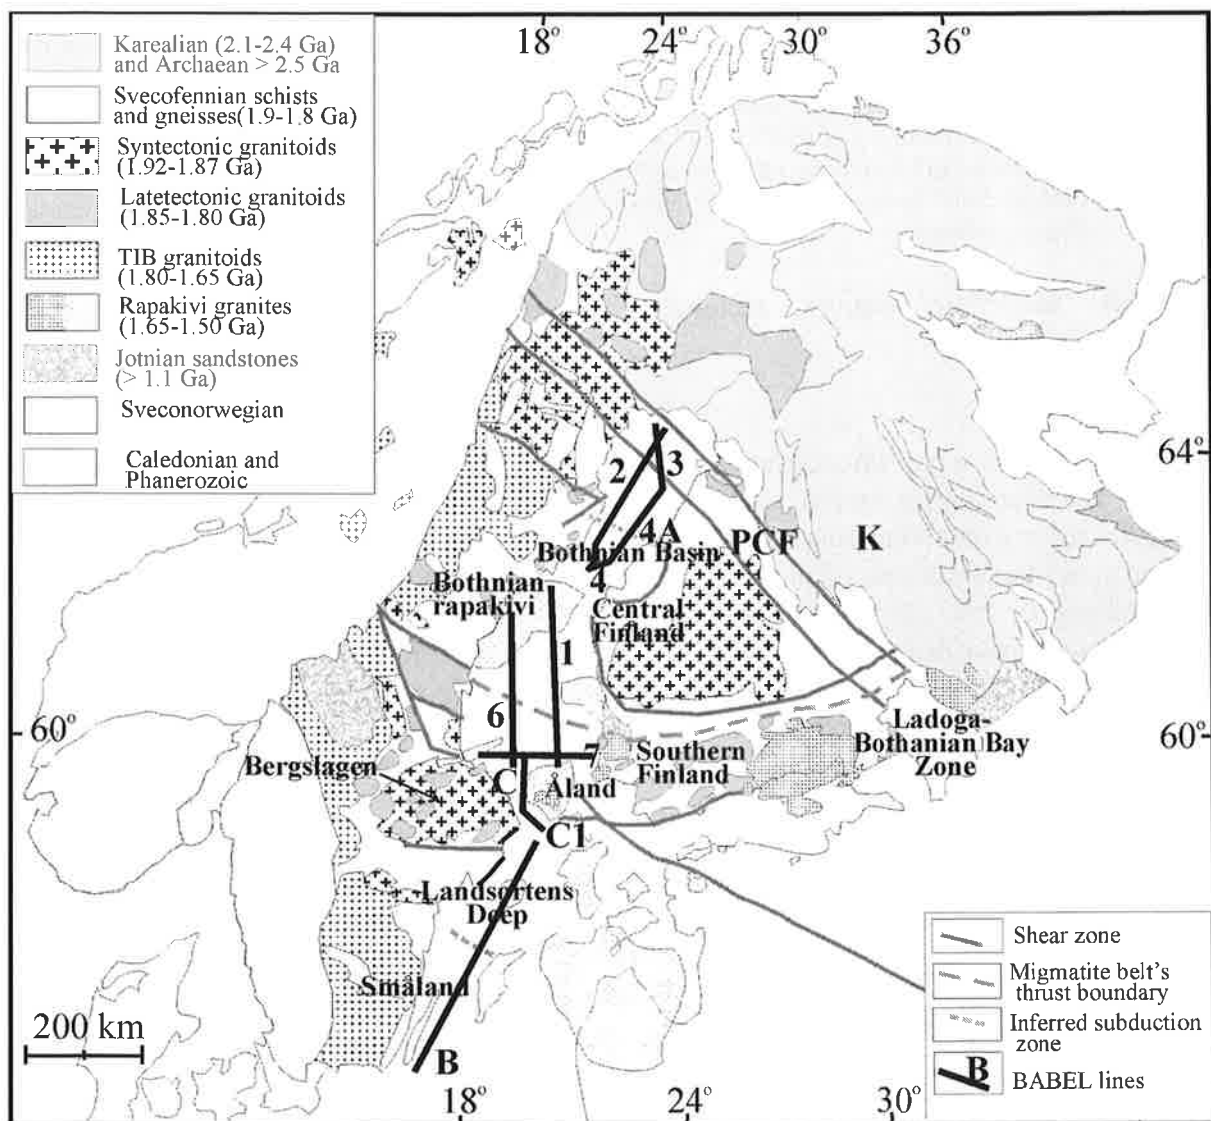 18°
24°
30°
36°
Karealian (2.1-2.4 Ga)
and Archaean > 2.5 Ga
Svecofennian schists
and gneisses(1.9-1.8 Ga)
Syntectonic granitoids
(1.92-1.87 Ga)
Latetectonic granitoids
(1.85-1.80 Ga)
TIB granitoids
(1.80-1.65 Ga)
Rapakivi granites
(1.65-1.50 Ga)
Jotnian sandstones
(> 1.1 Ga)
Sveconorwegian
Caledonian and
Phanerozoic
64°
2
3
4A
PCF
K
Bothnian Basin
4
Bothnian
rapakivi
Central
Finland
1
6
60°
60°
Ladoga-
Bothanian Bay
Zone
7
Southern
Finland
Bergslagen
C
Åland
C1
Landsortens
Deep
Småland
B
200 km
Shear zone
Migmatite belt's
thrust boundary
Inferred subduction
zone
B
BABEL lines
18°
24°
30°